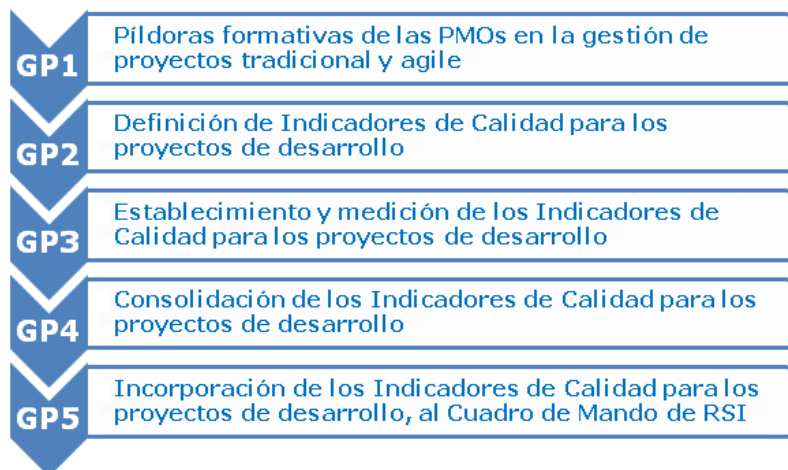 GP1
Píldoras formativas de las PMOs en la gestión de
proyectos tradicional y agile
GP2
Definición de Indicadores de Calidad para los
proyectos de desarrollo
GP3
Establecimiento y medición de los Indicadores de
Calidad para los proyectos de desarrollo
GP4
Consolidación de los Indicadores de Calidad para los
proyectos de desarrollo
GP5
Incorporación de los Indicadores de Calidad para los
proyectos de desarrollo, al Cuadro de Mando de RSI